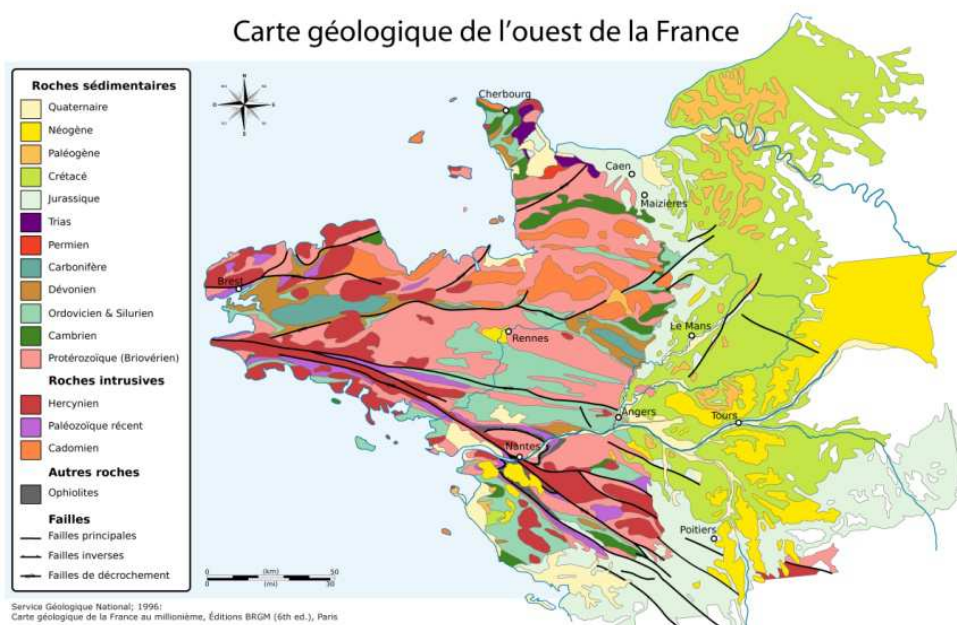 Carte géologique de l'ouest de la France
Roches sédimentaires
Quaternaire
Néogène
Paléogène
Crétacé
Jurassique
Trias
Permien
Carbonifère
Dévonien
Ordovicien & Silurien
Cambrien
Protérozoïque (Briovérien)
Roches intrusives
Hercynien
Paléozoïque récent
Cadomien
Autres roches
Ophiolites
Failles
Failles principales
Failles inverses
Failles de décrochement
Cherbourg
Caen
Maizières
Brest
Rennes
Le Mans
Angers
Tours
Nantes
Poitiers
0 (km) 50
0 (mi) 30
Service Géologique National; 1996:
Carte géologique de la France au millionième, Éditions BRGM (6th ed.), Paris